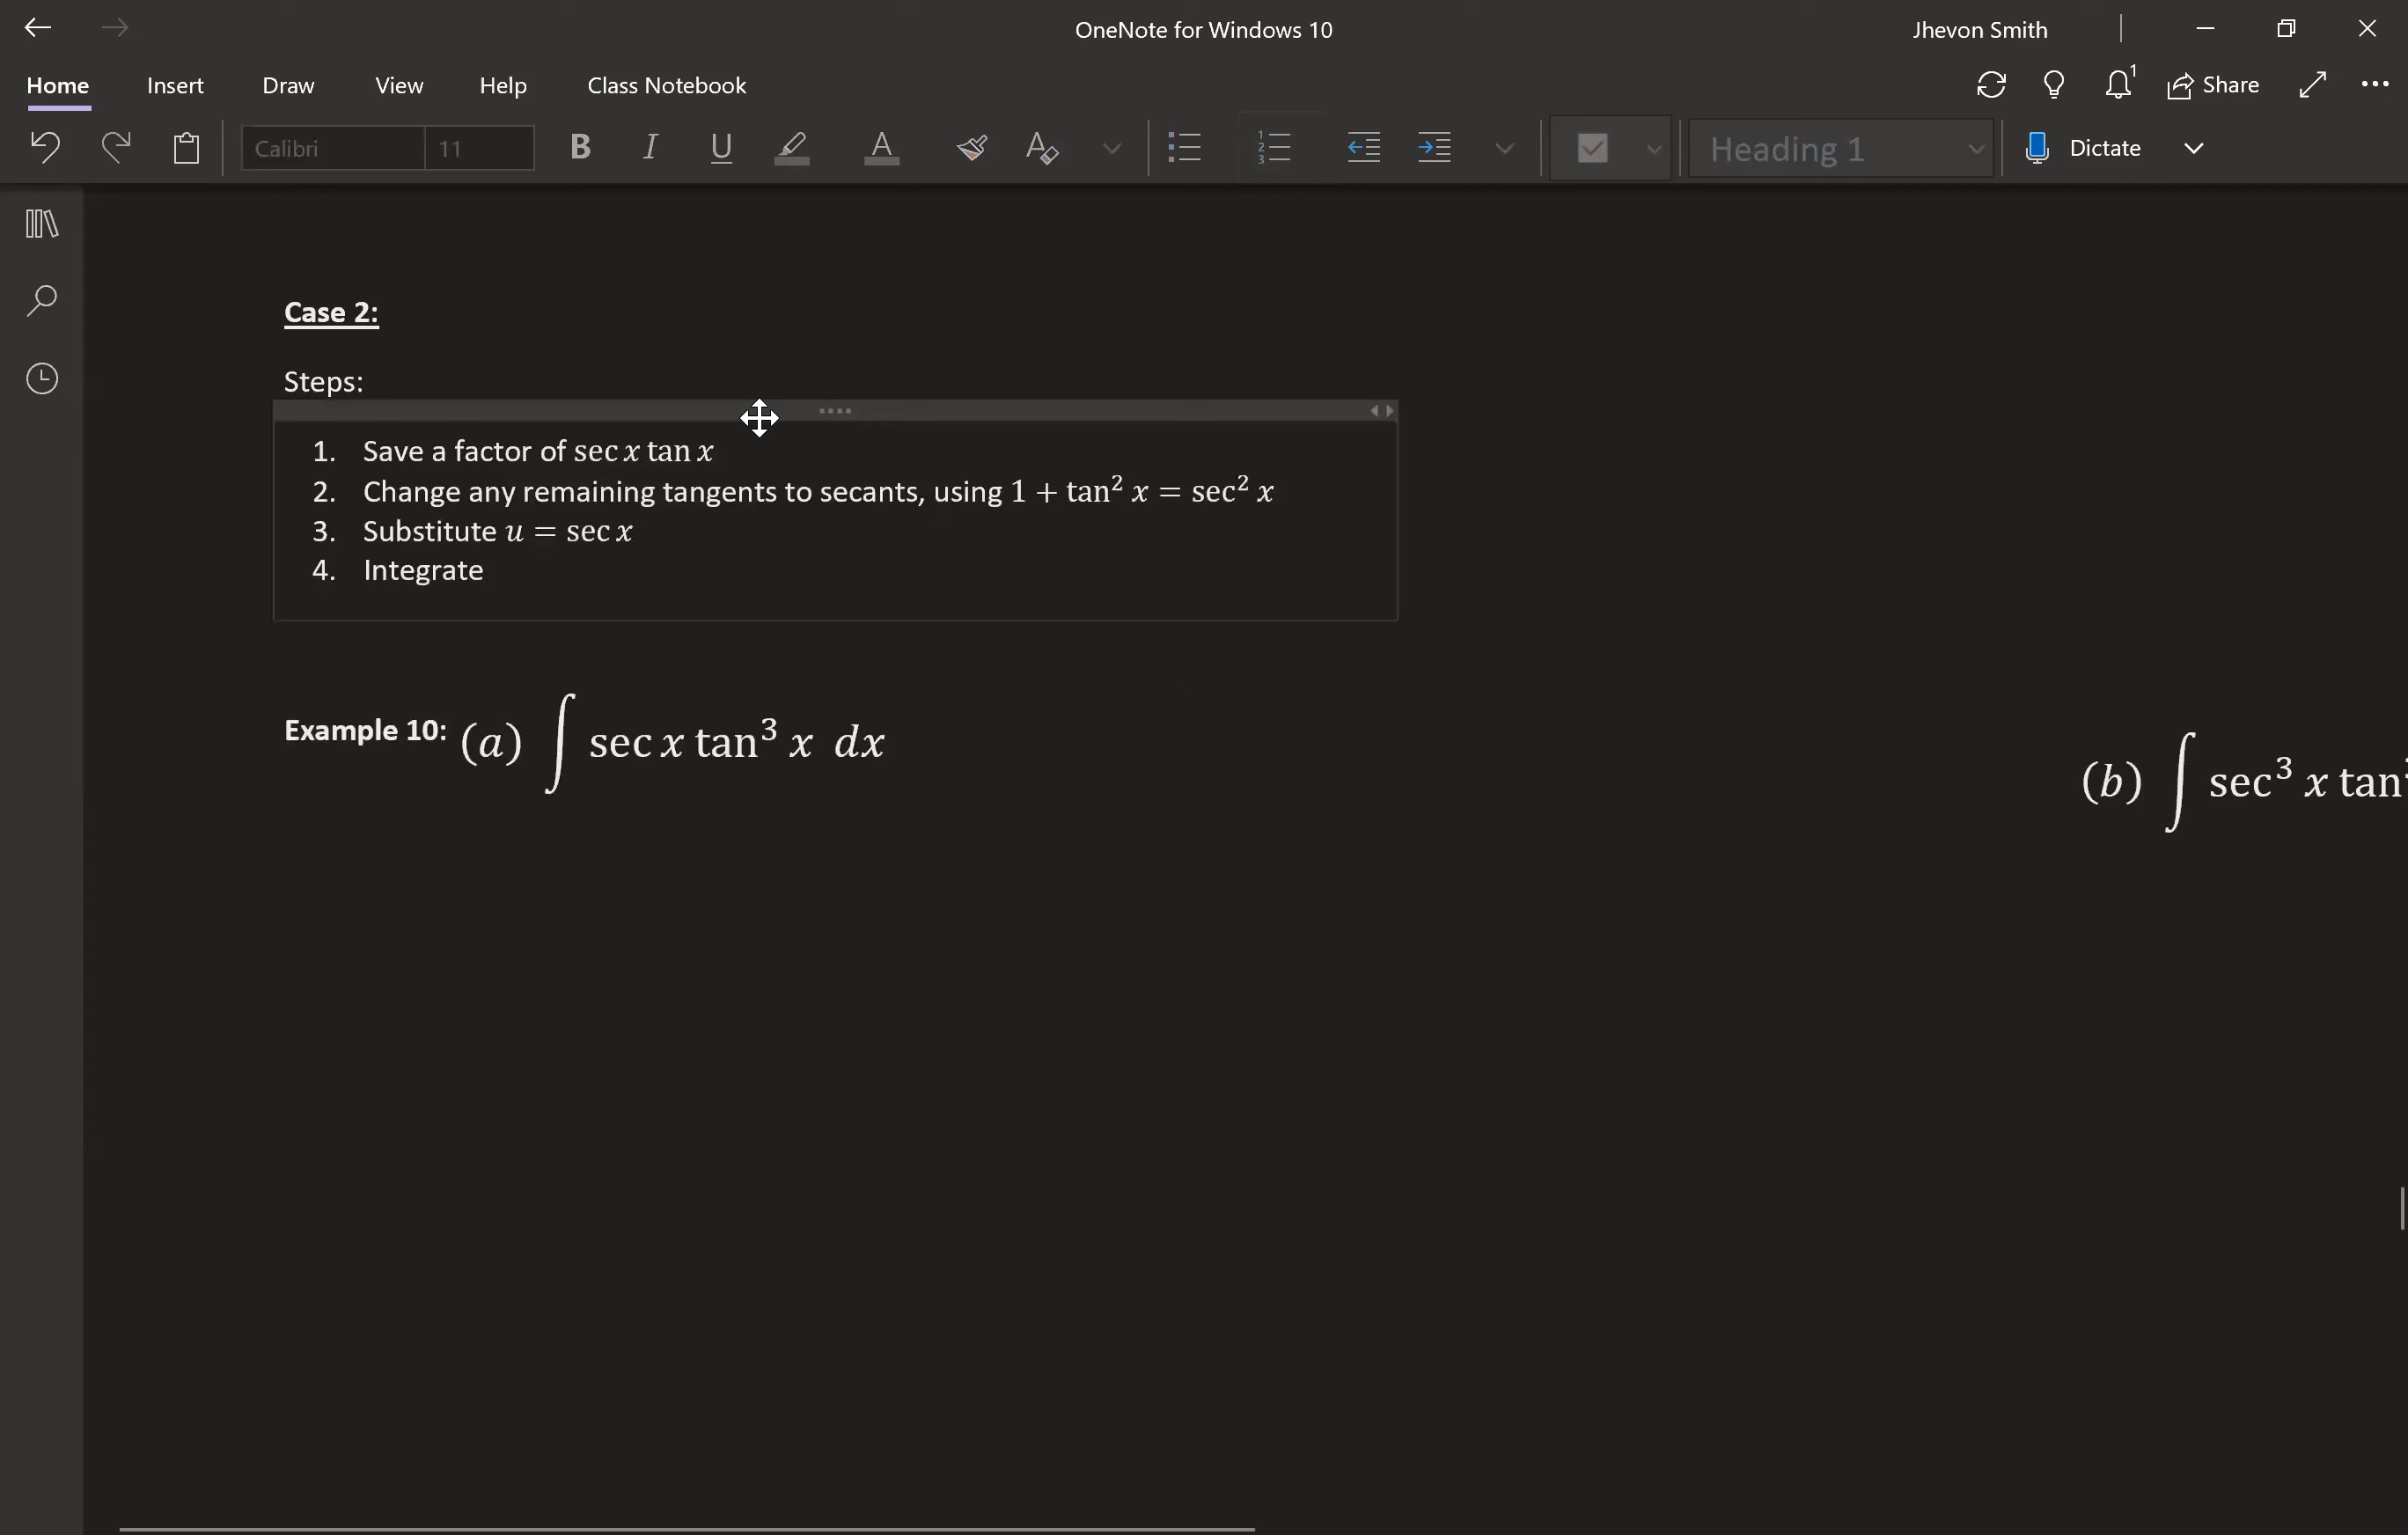 OneNote for Windows 10
Jhevon Smith
Home Insert Draw View Help Class Notebook
1
Share
Calibri 11 B I U A A Heading 1 Dictate
Case 2:
Steps:
1. Save a factor of sec x tan x
2. Change any remaining tangents to secants, using 1 + tan² x = sec² x
3. Substitute u = sec x
4. Integrate
Example 10: (a) ∫ sec x tan³ x dx
(b) ∫ sec³ x tan